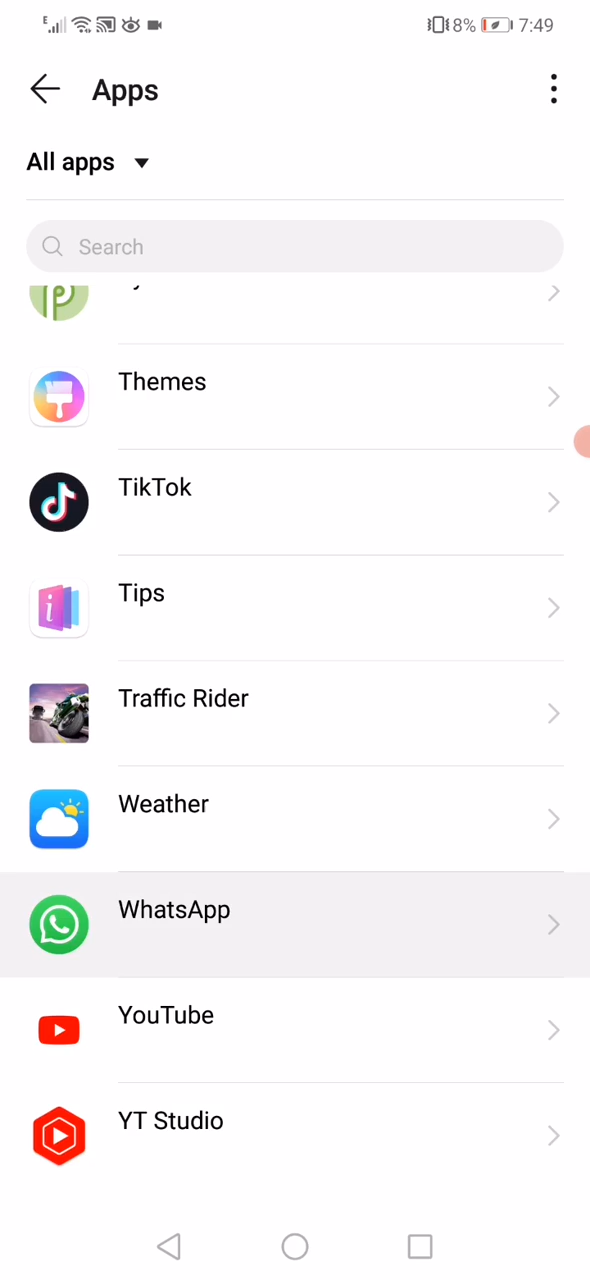 E 8% 7:49
Apps
All apps
Search
Themes
TikTok
Tips
Traffic Rider
Weather
WhatsApp
YouTube
YT Studio